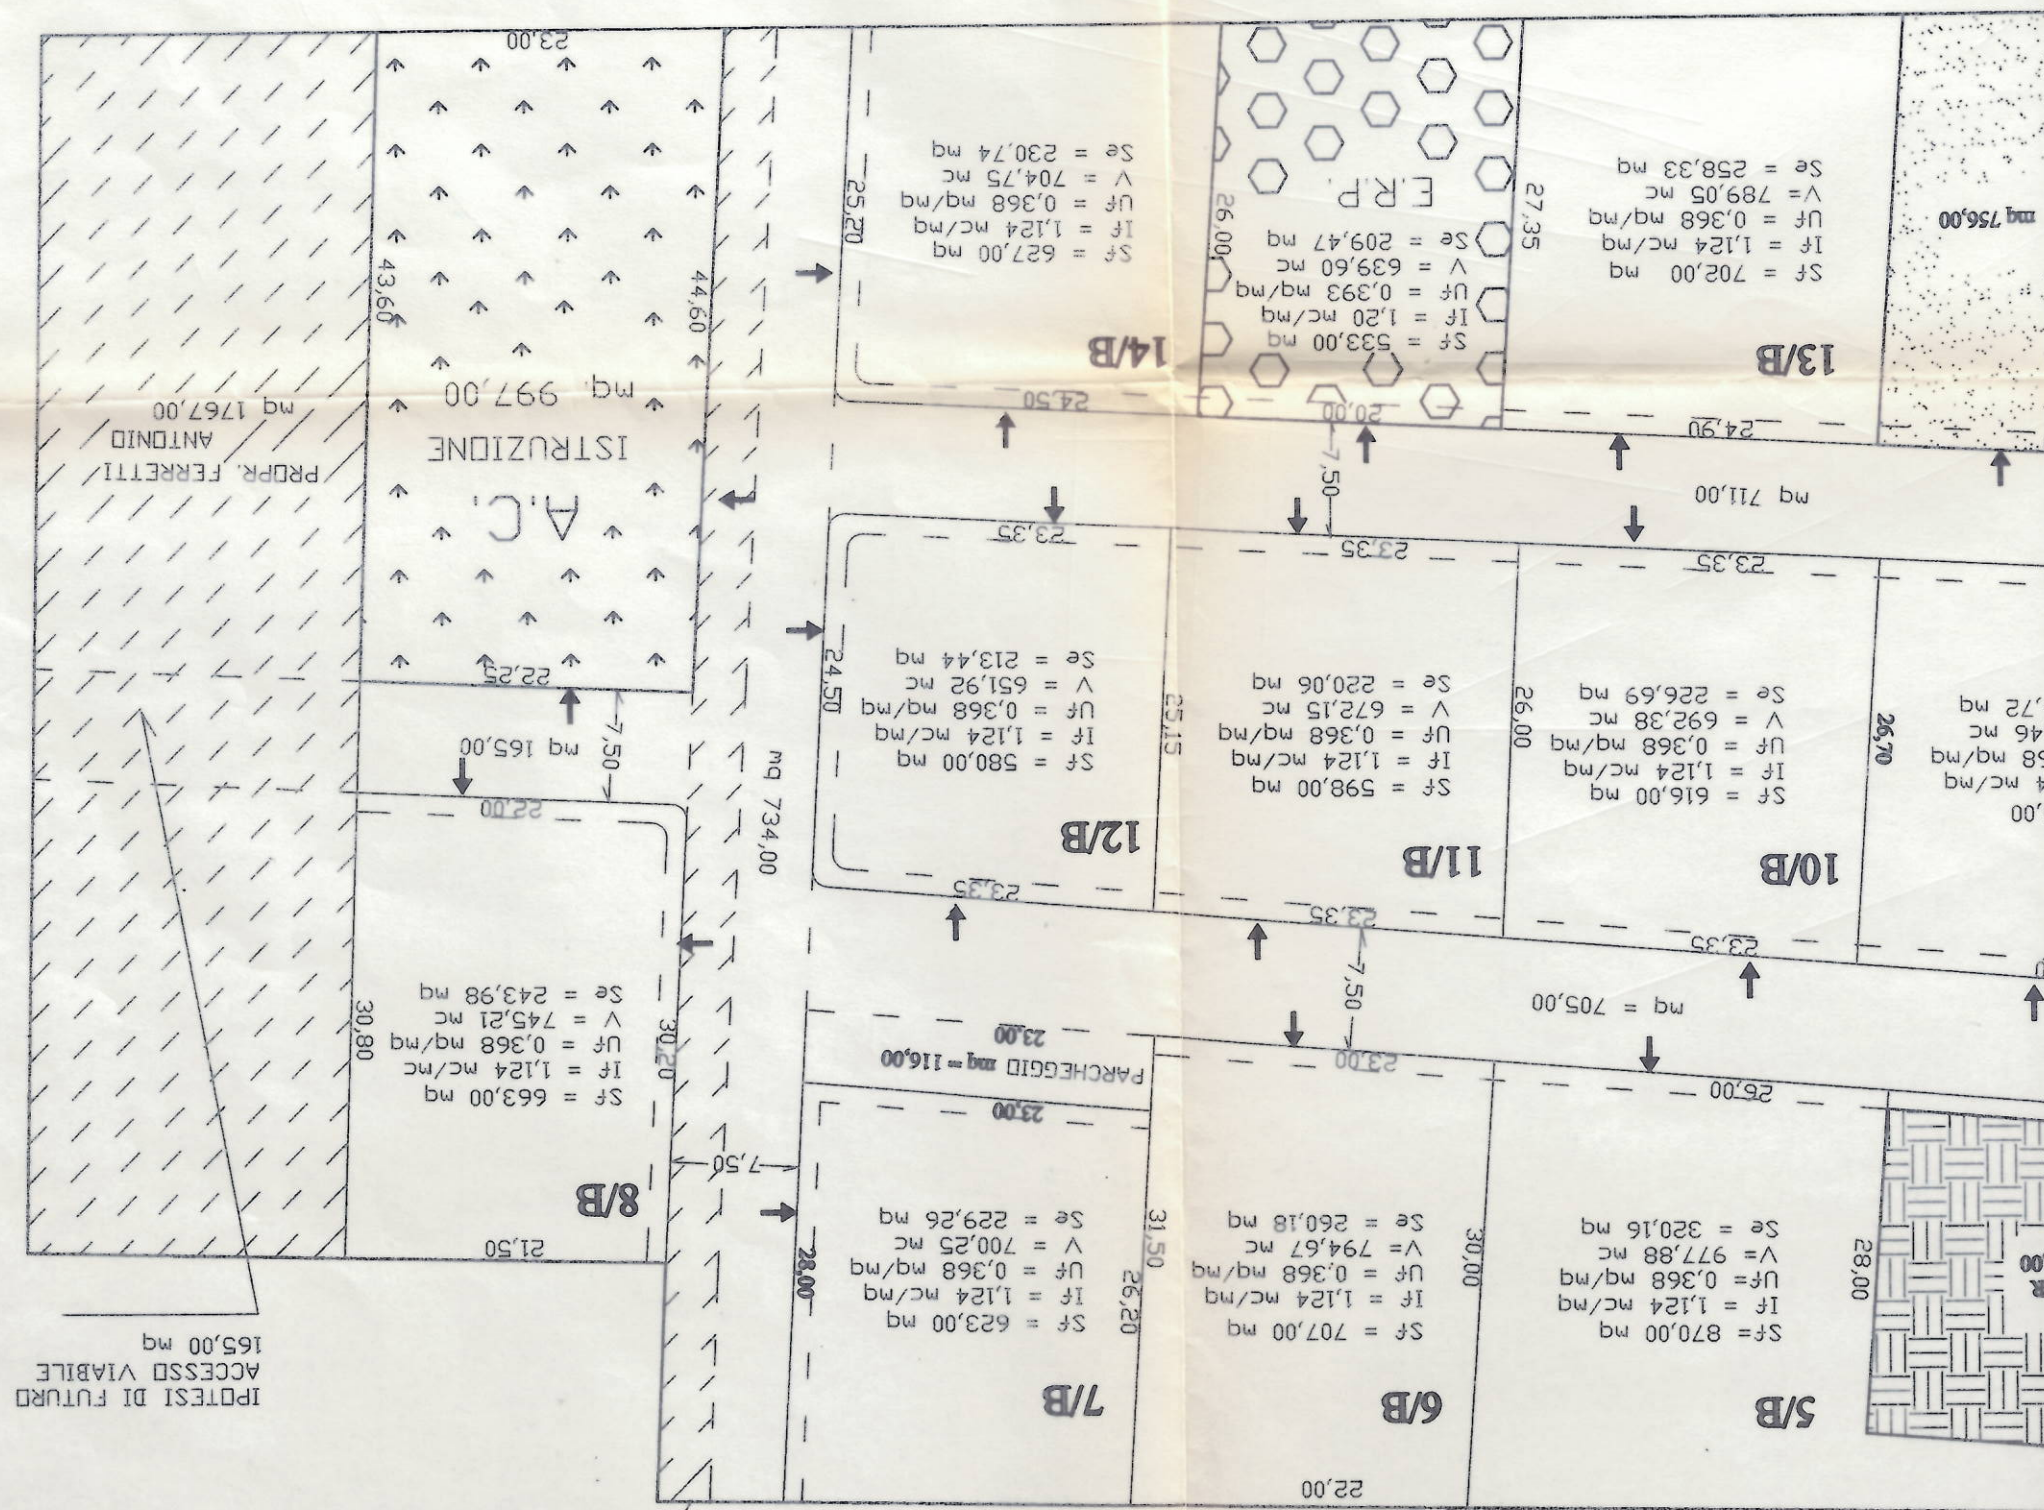 22,00
5/B
Sf= 870,00 mq
If = 1,124 mc/mq
Uf= 0,368 mq/mq
V= 977,88 mc
Se = 320,16 mq
28,00
26,00
6/B
Sf = 707,00 mq
If = 1,124 mc/mq
Uf = 0,368 mq/mq
V= 794,67 mc
Se = 260,18 mq
30,00
23,00
7/B
Sf = 623,00 mq
If = 1,124 mc/mq
Uf = 0,368 mq/mq
V = 700,25 mc
Se = 229,26 mq
31,50
26,20
28,00
23,00
PARCHEGGIO mq = 116,00
23,00
7,50
IPOTESI DI FUTURO
ACCESSO VIABILE
165,00 mq
21,50
8/B
Sf = 663,00 mq
If = 1,124 mc/mc
Uf = 0,368 mq/mq
V = 745,21 mc
Se = 243,98 mq
30,20
30,80
22,00
mq = 705,00
7,50
23,35
23,35
23,35
10/B
Sf = 616,00 mq
If = 1,124 mc/mq
Uf = 0,368 mq/mq
V = 692,38 mc
Se = 226,69 mq
26,70
26,00
11/B
Sf = 598,00 mq
If = 1,124 mc/mq
Uf = 0,368 mq/mq
V = 672,15 mc
Se = 220,06 mq
25,15
12/B
Sf = 580,00 mq
If = 1,124 mc/mq
Uf = 0,368 mq/mq
V = 651,92 mc
Se = 213,44 mq
24,50
mq 734,00
mq 165,00
7,50
22,25
23,35
23,35
23,35
mq 711,00
7,50
24,90
20,00
24,50
mq 756,00
13/B
Sf = 702,00 mq
If = 1,124 mc/mq
Uf = 0,368 mq/mq
V= 789,05 mc
Se = 258,33 mq
27,35
Sf = 533,00 mq
If = 1,20 mc/mq
Uf = 0,393 mq/mq
V = 639,60 mc
Se = 209,47 mq
E.R.P.
26,00
14/B
Sf = 627,00 mq
If = 1,124 mc/mq
Uf = 0,368 mq/mq
V = 704,75 mc
Se = 230,74 mq
25,20
A.C.
ISTRUZIONE
mq. 997,00
44,60
43,60
23,00
PROPR. FERRETTI
ANTONIO
mq 1767,00